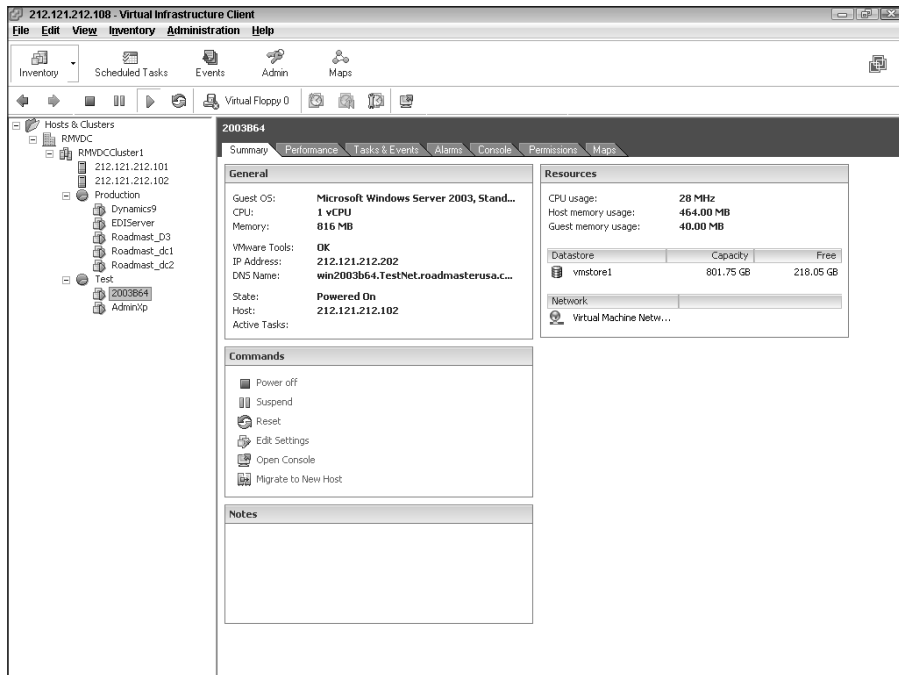 212.121.212.108 - Virtual Infrastructure Client
File Edit View Inventory Administration Help
Inventory Scheduled Tasks Events Admin Maps
Virtual Floppy 0
Hosts & Clusters
RMVDC
RMVDCCluster1
212.121.212.101
212.121.212.102
Production
Dynamics9
EDIServer
Roadmast_D3
Roadmast_dc1
Roadmast_dc2
Test
2003B64
AdminXp
2003B64
Summary Performance Tasks & Events Alarms Console Permissions Maps
General
Guest OS: Microsoft Windows Server 2003, Stand...
CPU: 1 vCPU
Memory: 816 MB
VMware Tools: OK
IP Address: 212.121.212.202
DNS Name: win2003b64.TestNet.roadmasterusa.c...
State: Powered On
Host: 212.121.212.102
Active Tasks:
Commands
Power off
Suspend
Reset
Edit Settings
Open Console
Migrate to New Host
Notes
Resources
CPU usage: 28 MHz
Host memory usage: 464.00 MB
Guest memory usage: 40.00 MB
Datastore Capacity Free
vmstore1 801.75 GB 218.05 GB
Network
Virtual Machine Netw...